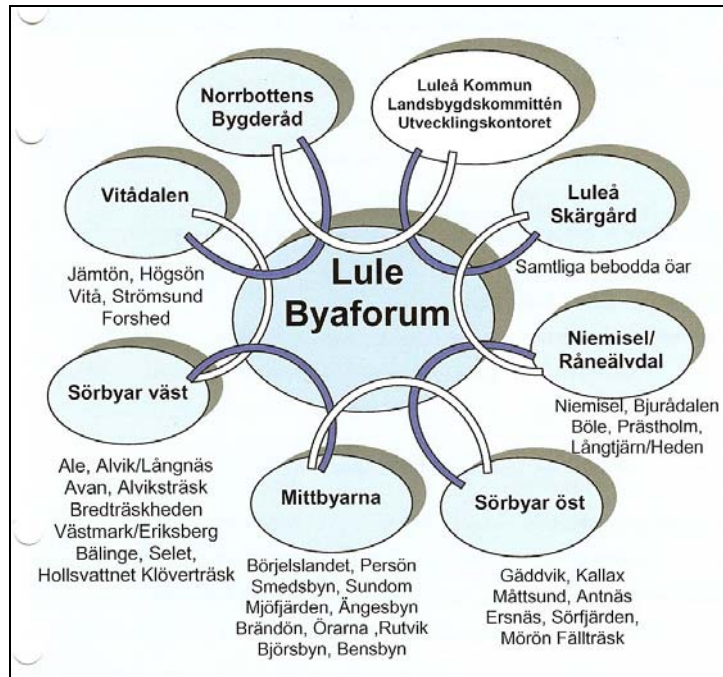 Norrbottens
Bygderåd
Luleå Kommun
Landsbygdskommittén
Utvecklingskontoret
Vitådalen
Jämtön, Högsön
Vitå, Strömsund
Forshed
Luleå
Skärgård
Samtliga bebodda öar
Lule
Byaforum
Niemisel/
Råneälvdal
Niemisel, Bjurådalen
Böle, Prästholm,
Långtjärn/Heden
Sörbyar väst
Ale, Alvik/Långnäs
Avan, Alviksträsk
Bredträskheden
Västmark/Eriksberg
Bälinge, Selet,
Hollsvattnet Klöverträsk
Mittbyarna
Börjelslandet, Persön
Smedsbyn, Sundom
Mjöfjärden, Ängesbyn
Brändön, Örarna ,Rutvik
Björsbyn, Bensbyn
Sörbyar öst
Gäddvik, Kallax
Måttsund, Antnäs
Ersnäs, Sörfjärden,
Mörön Fällträsk